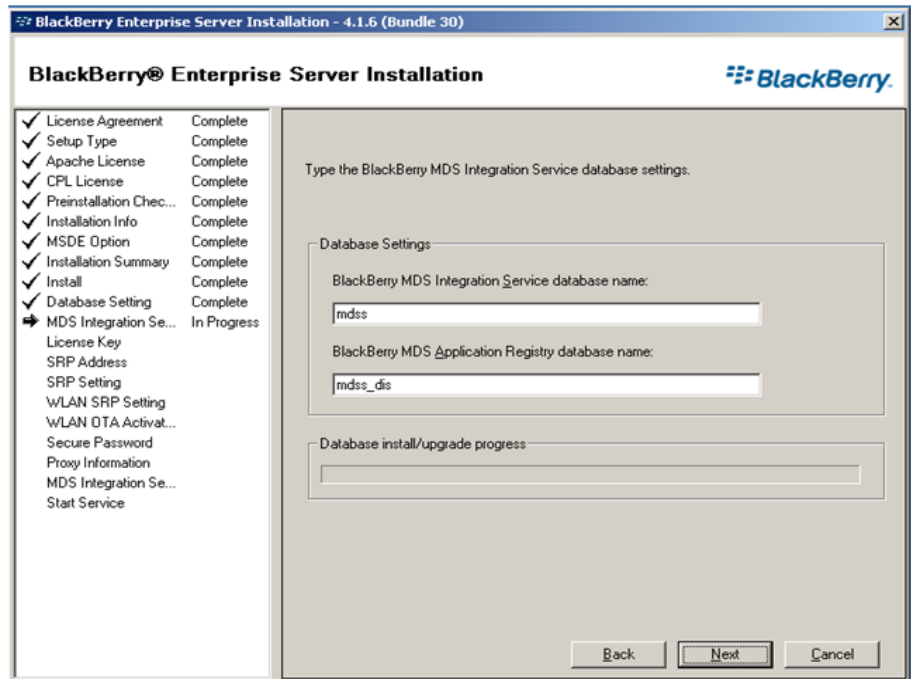 BlackBerry Enterprise Server Installation - 4.1.6 (Bundle 30)
BlackBerry® Enterprise Server Installation
BlackBerry.
License Agreement Complete
Setup Type Complete
Apache License Complete
CPL License Complete
Preinstallation Chec... Complete
Installation Info Complete
MSDE Option Complete
Installation Summary Complete
Install Complete
Database Setting Complete
MDS Integration Se... In Progress
License Key
SRP Address
SRP Setting
WLAN SRP Setting
WLAN OTA Activat...
Secure Password
Proxy Information
MDS Integration Se...
Start Service
Type the BlackBerry MDS Integration Service database settings.
Database Settings
BlackBerry MDS Integration Service database name:
mdss
BlackBerry MDS Application Registry database name:
mdss_dis
Database install/upgrade progress
Back Next Cancel